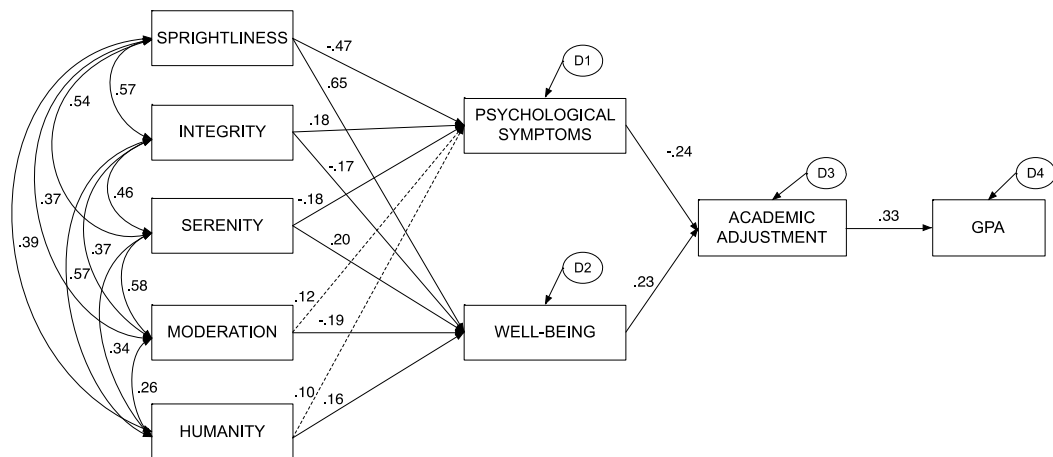 SPRIGHTLINESS
-.47
D1
.65
.57
.54
PSYCHOLOGICAL
SYMPTOMS
INTEGRITY
.18
-.24
-.17
D3
D4
.46
-.18
.37
SERENITY
ACADEMIC
ADJUSTMENT
.33
GPA
.39
.37
.20
.57
.58
D2
.23
.12
MODERATION
-.19
WELL-BEING
.34
.26
.10
.16
HUMANITY